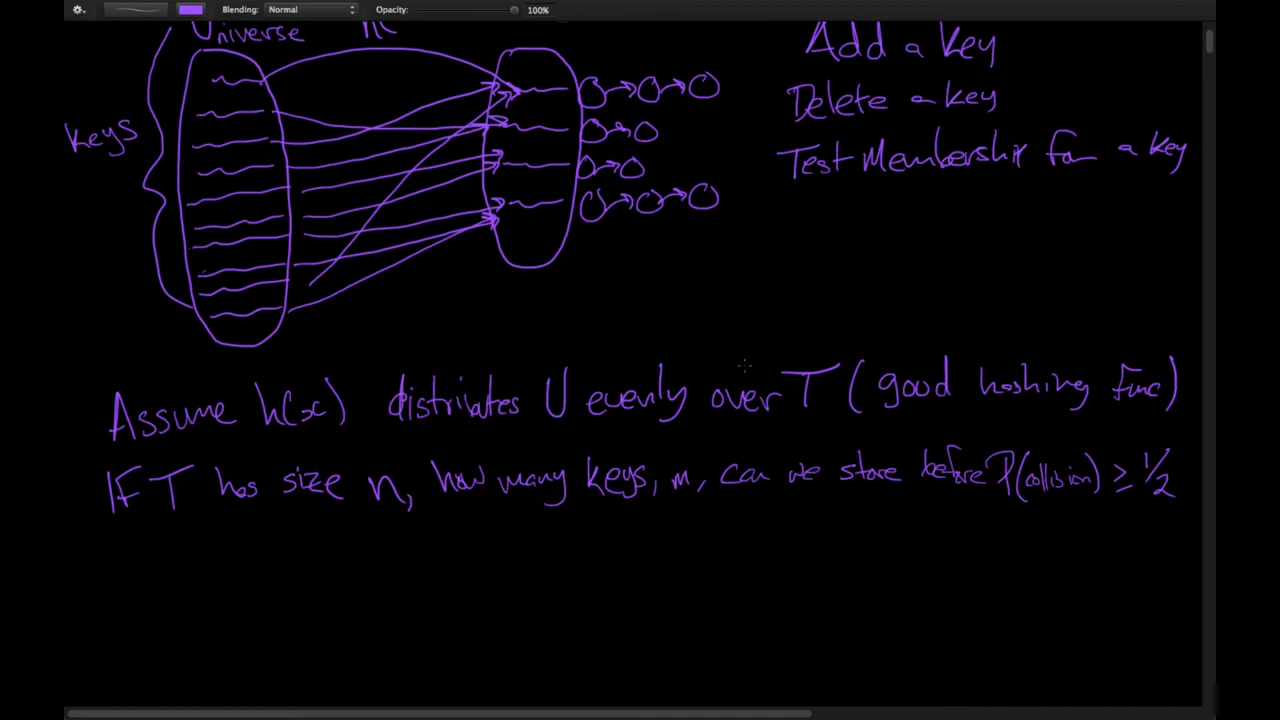 Blending: Normal Opacity: 100%
Universe
Keys
Add a Key
Delete a Key
Test Membership for a Key
Assume h(x) distributes U evenly over T (good hashing func)
IF T has size n, how many keys, m, can we store before P(collision) ≥ 1/2